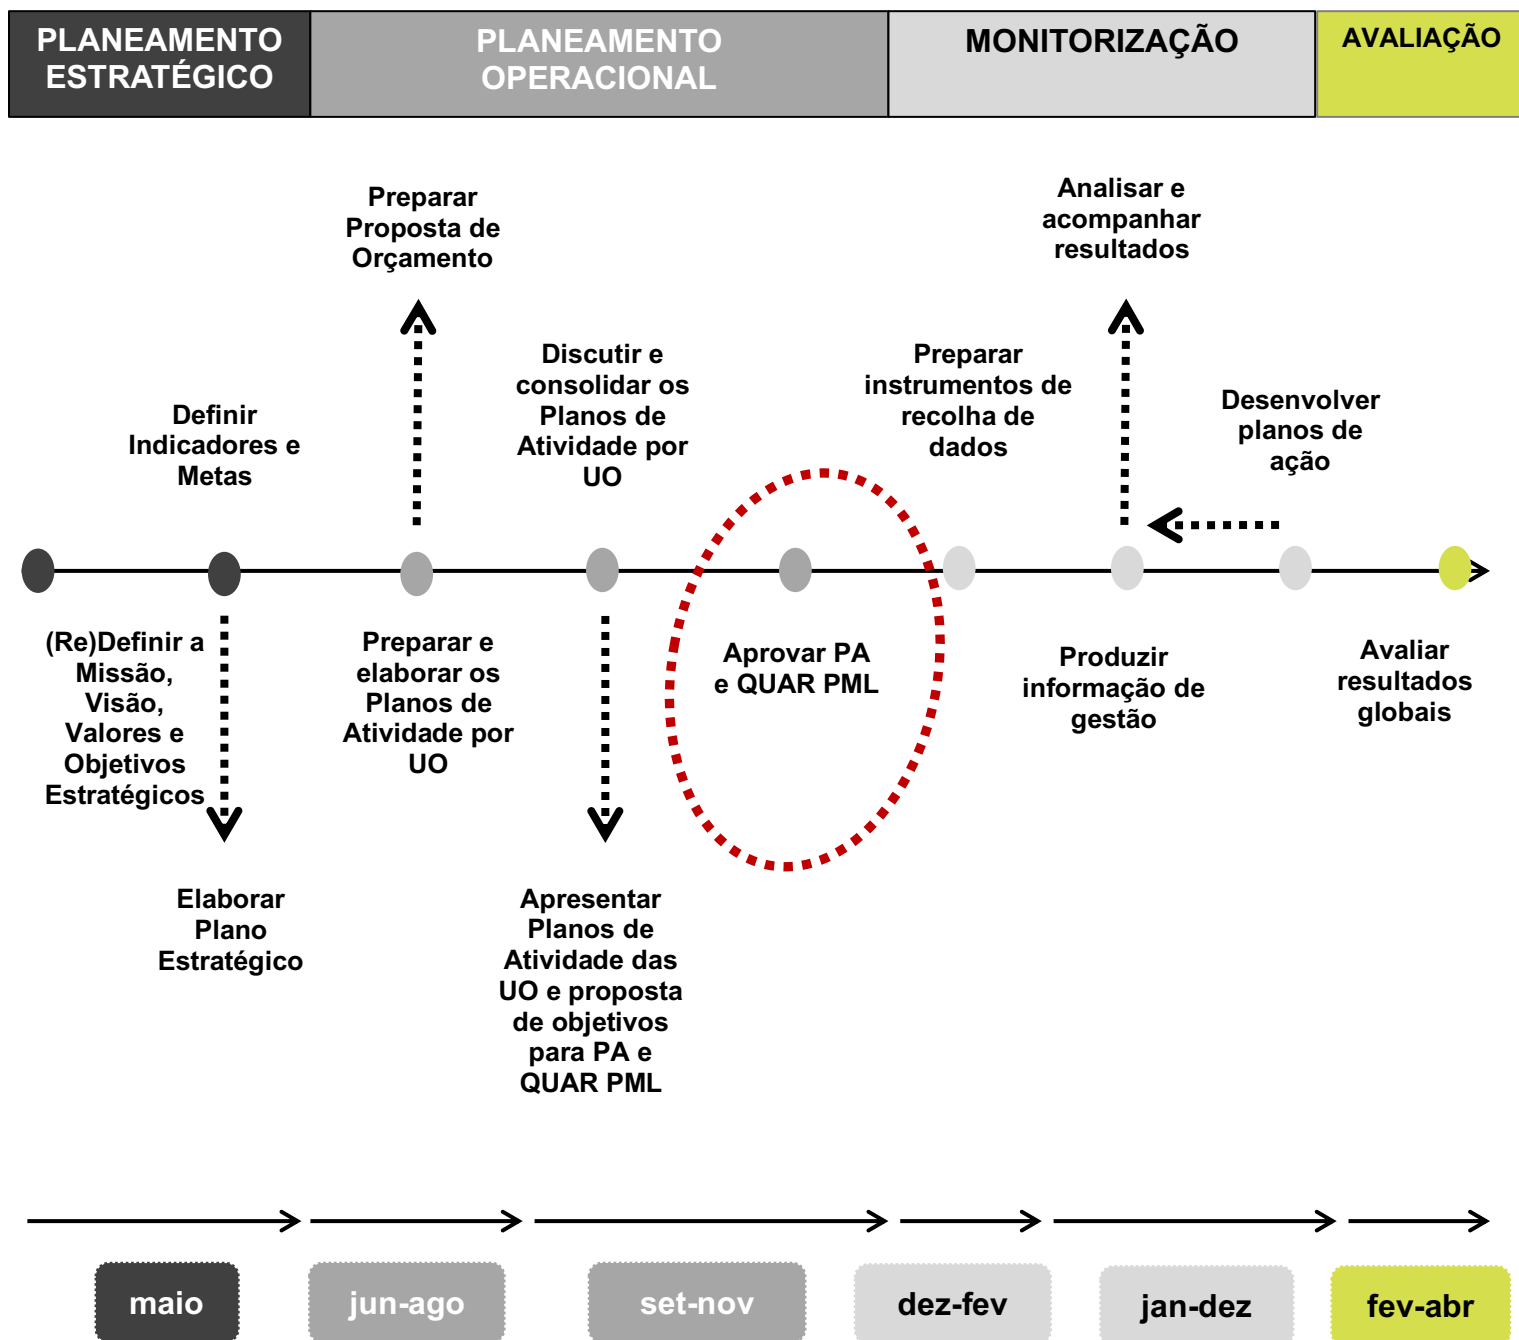 PLANEAMENTO
ESTRATÉGICO
PLANEAMENTO
OPERACIONAL
MONITORIZAÇÃO
AVALIAÇÃO
Preparar
Proposta de
Orçamento
Analisar e
acompanhar
resultados
Definir
Indicadores e
Metas
Discutir e
consolidar os
Planos de
Atividade por
UO
Preparar
instrumentos de
recolha de
dados
Desenvolver
planos de
ação
(Re)Definir a
Missão,
Visão,
Valores e
Objetivos
Estratégicos
Preparar e
elaborar os
Planos de
Atividade por
UO
Aprovar PA
e QUAR PML
Produzir
informação de
gestão
Avaliar
resultados
globais
Elaborar
Plano
Estratégico
Apresentar
Planos de
Atividade das
UO e proposta
de objetivos
para PA e
QUAR PML
maio
jun-ago
set-nov
dez-fev
jan-dez
fev-abr